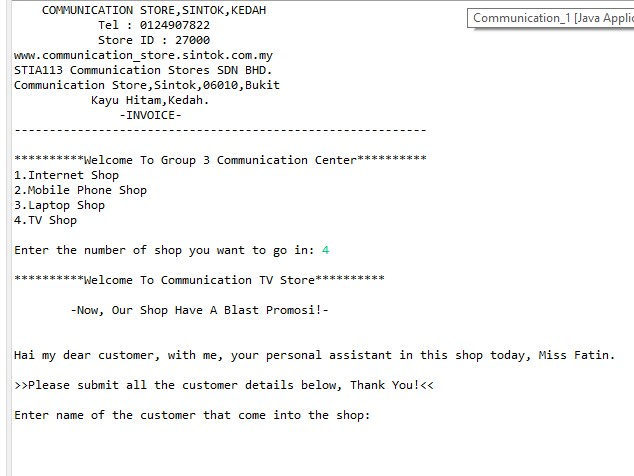 COMMUNICATION STORE,SINTOK,KEDAH
Communication_1 [Java Applic
Tel : 0124907822
Store ID : 27000
www.communication_store.sintok.com.my
STIA113 Communication Stores SDN BHD.
Communication Store,Sintok,06010,Bukit
Kayu Hitam,Kedah.
-INVOICE-
-----------------------------------------------------------
**********Welcome To Group 3 Communication Center**********
1.Internet Shop
2.Mobile Phone Shop
3.Laptop Shop
4.TV Shop
Enter the number of shop you want to go in: 4
**********Welcome To Communication TV Store**********
-Now, Our Shop Have A Blast Promosi!-
Hai my dear customer, with me, your personal assistant in this shop today, Miss Fatin.
>>Please submit all the customer details below, Thank You!<<
Enter name of the customer that come into the shop: